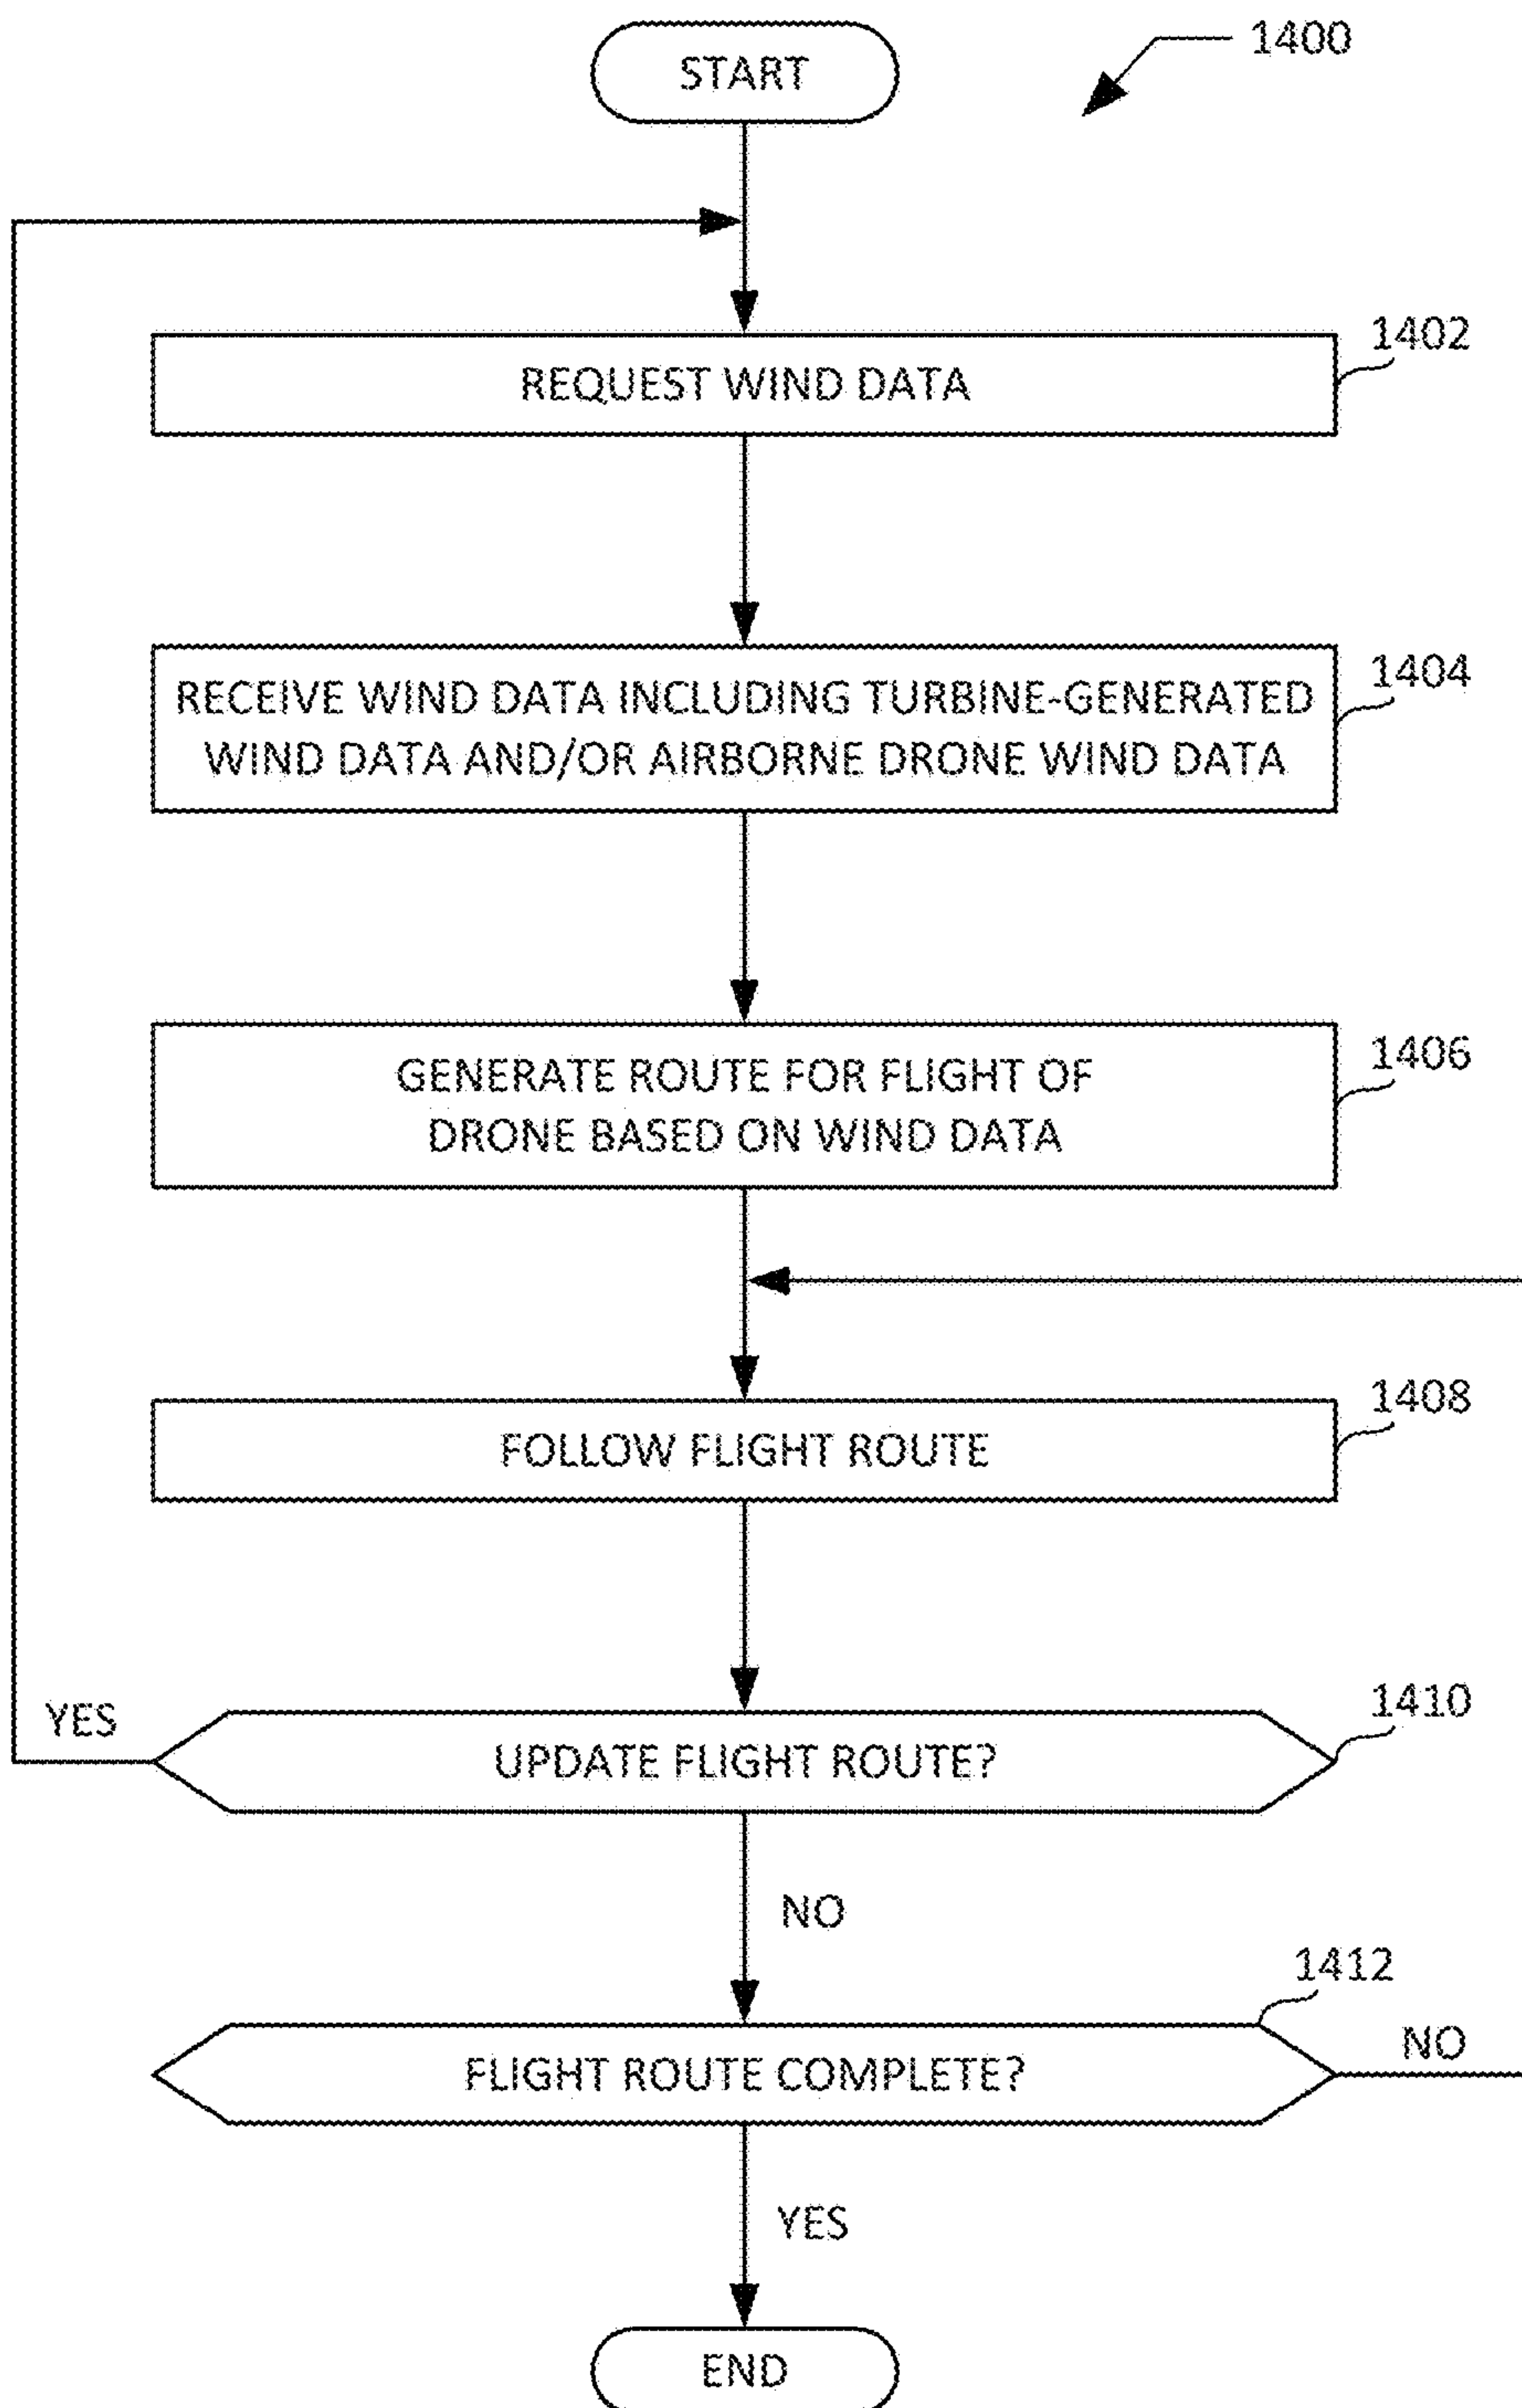 START
1400
1402
REQUEST WIND DATA
1404
RECEIVE WIND DATA INCLUDING TURBINE-GENERATED
WIND DATA AND/OR AIRBORNE DRONE WIND DATA
1406
GENERATE ROUTE FOR FLIGHT OF
DRONE BASED ON WIND DATA
1408
FOLLOW FLIGHT ROUTE
1410
YES
UPDATE FLIGHT ROUTE?
NO
1412
NO
FLIGHT ROUTE COMPLETE?
YES
END